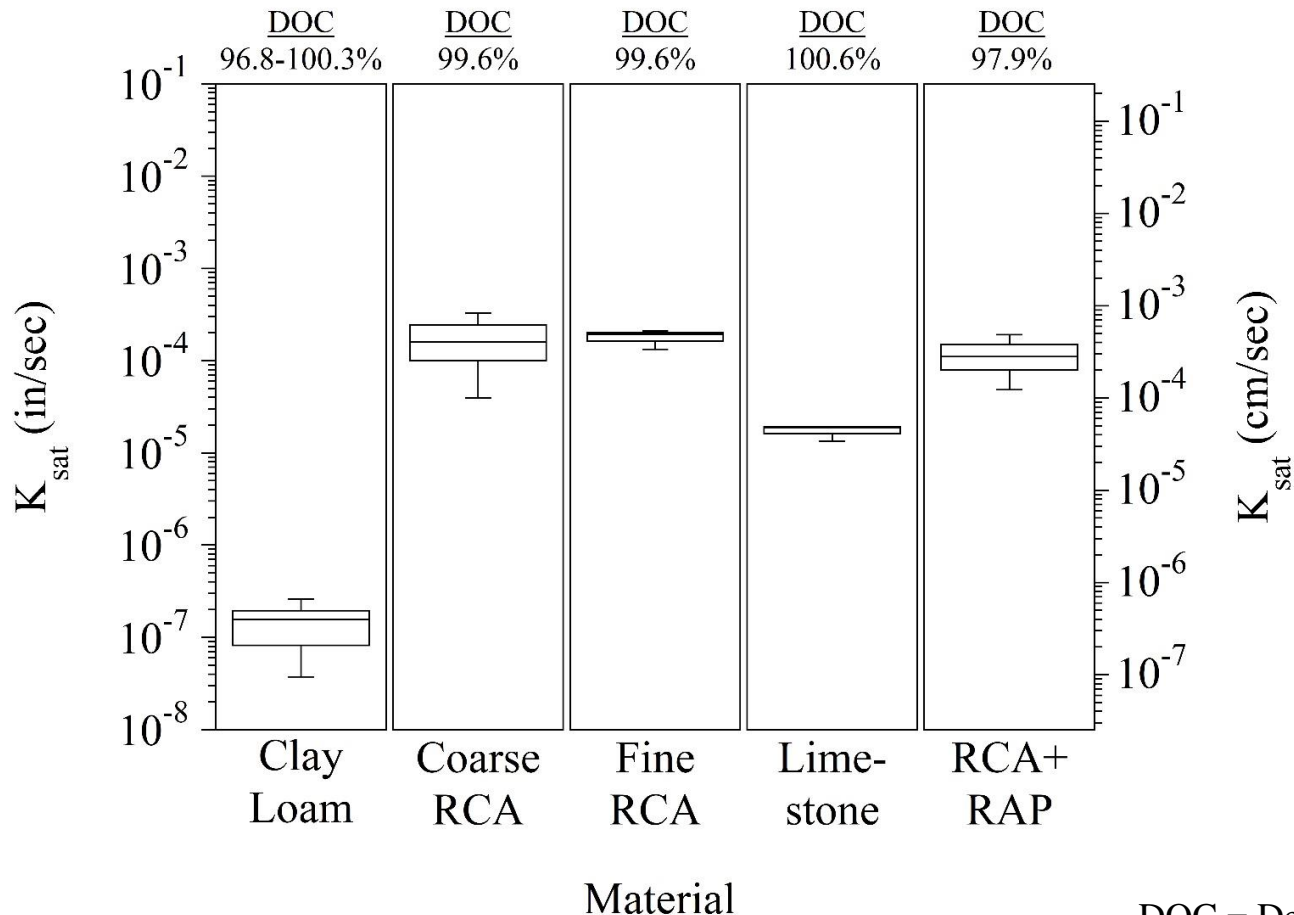 DOC DOC DOC DOC DOC
96.8-100.3% 99.6% 99.6% 100.6% 97.9%
10⁻¹
10⁻²
10⁻³
10⁻⁴
10⁻⁵
10⁻⁶
10⁻⁷
10⁻⁸
K sat (in/sec)
10⁻¹
10⁻²
10⁻³
10⁻⁴
10⁻⁵
10⁻⁶
10⁻⁷
K sat (cm/sec)
Clay Coarse Fine Lime- RCA+
Loam RCA RCA stone RAP
Material
DOC =